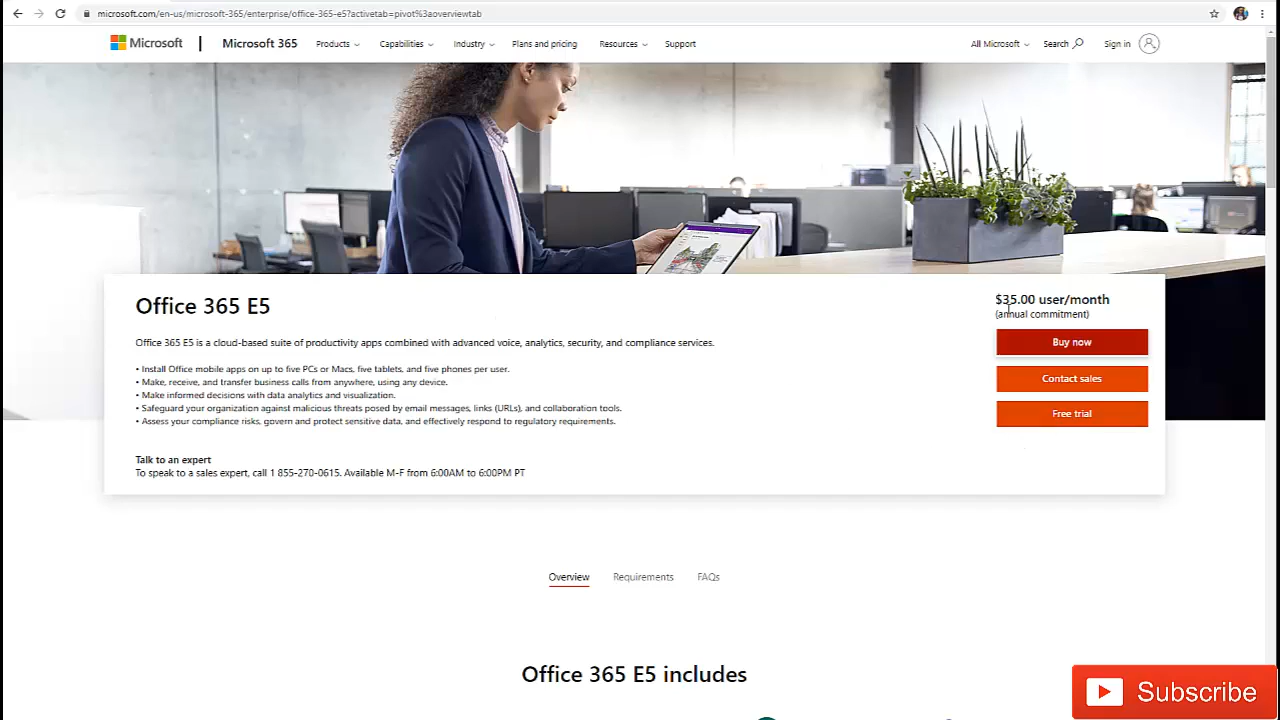 microsoft.com/en-us/microsoft-365/enterprise/office-365-e5?activetab=pivot%3aoverviewtab
Microsoft | Microsoft 365 Products Capabilities Industry Plans and pricing Resources Support All Microsoft Search Sign in
Office 365 E5
$35.00 user/month
(annual commitment)
Office 365 E5 is a cloud-based suite of productivity apps combined with advanced voice, analytics, security, and compliance services.
Buy now
• Install Office mobile apps on up to five PCs or Macs, five tablets, and five phones per user.
• Make, receive, and transfer business calls from anywhere, using any device.
• Make informed decisions with data analytics and visualization.
• Safeguard your organization against malicious threats posed by email messages, links (URLs), and collaboration tools.
• Assess your compliance risks, govern and protect sensitive data, and effectively respond to regulatory requirements.
Contact sales
Free trial
Talk to an expert
To speak to a sales expert, call 1 855-270-0615. Available M-F from 6:00AM to 6:00PM PT
Overview Requirements FAQs
Office 365 E5 includes
Subscribe